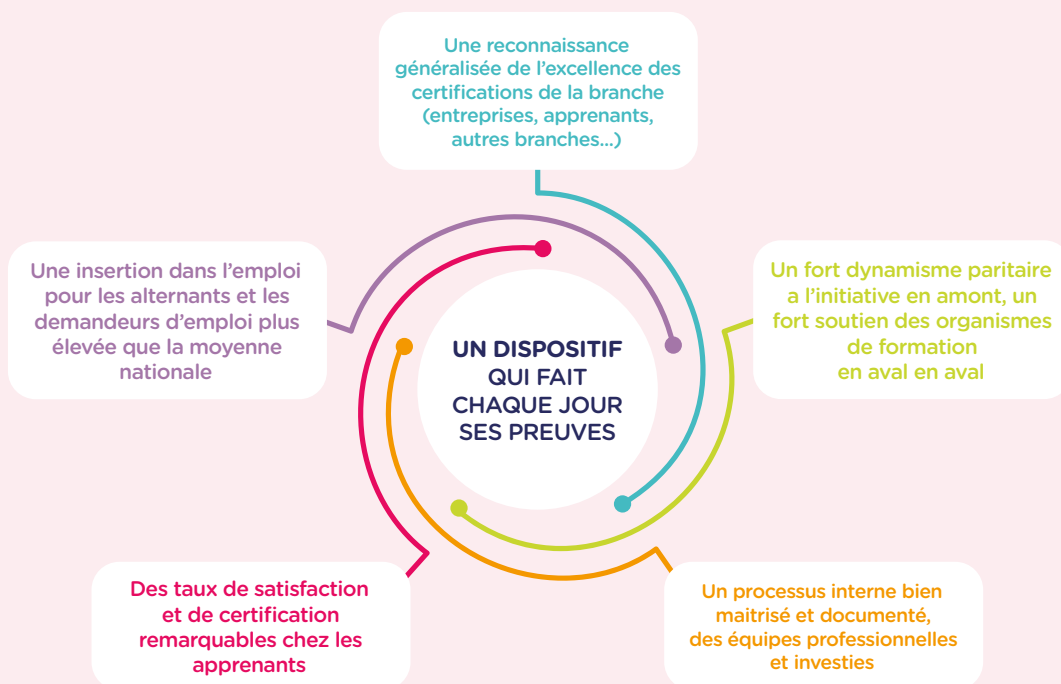 Une reconnaissance
généralisée de l'excellence des
certifications de la branche
(entreprises, apprenants,
autres branches...)
Une insertion dans l'emploi
pour les alternants et les
demandeurs d'emploi plus
élevée que la moyenne
nationale
Un fort dynamisme paritaire
a l'initiative en amont, un
fort soutien des organismes
de formation
en aval en aval
UN DISPOSITIF
QUI FAIT
CHAQUE JOUR
SES PREUVES
Des taux de satisfaction
et de certification
remarquables chez les
apprenants
Un processus interne bien
maitrisé et documenté,
des équipes professionnelles
et investies